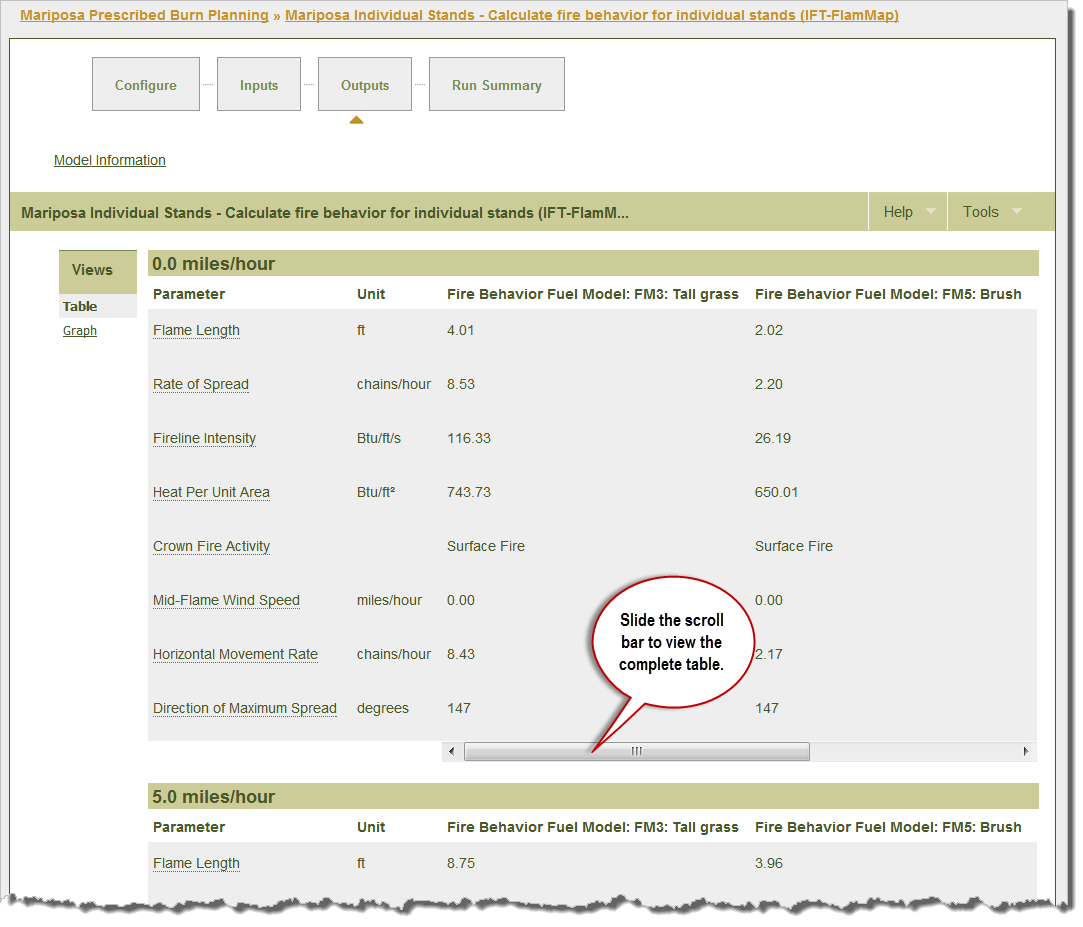 Mariposa Prescribed Burn Planning » Mariposa Individual Stands - Calculate fire behavior for individual stands (IFT-FlamMap)
Configure Inputs Outputs Run Summary
Model Information
Mariposa Individual Stands - Calculate fire behavior for individual stands (IFT-FlamM... Help Tools
Views
Table
Graph
0.0 miles/hour
Parameter Unit Fire Behavior Fuel Model: FM3: Tall grass Fire Behavior Fuel Model: FM5: Brush
Flame Length ft 4.01 2.02
Rate of Spread chains/hour 8.53 2.20
Fireline Intensity Btu/ft/s 116.33 26.19
Heat Per Unit Area Btu/ft² 743.73 650.01
Crown Fire Activity Surface Fire Surface Fire
Mid-Flame Wind Speed miles/hour 0.00 0.00
Horizontal Movement Rate chains/hour 8.43 2.17
Direction of Maximum Spread degrees 147 147
Slide the scroll
bar to view the
complete table.
5.0 miles/hour
Parameter Unit Fire Behavior Fuel Model: FM3: Tall grass Fire Behavior Fuel Model: FM5: Brush
Flame Length ft 8.75 3.96